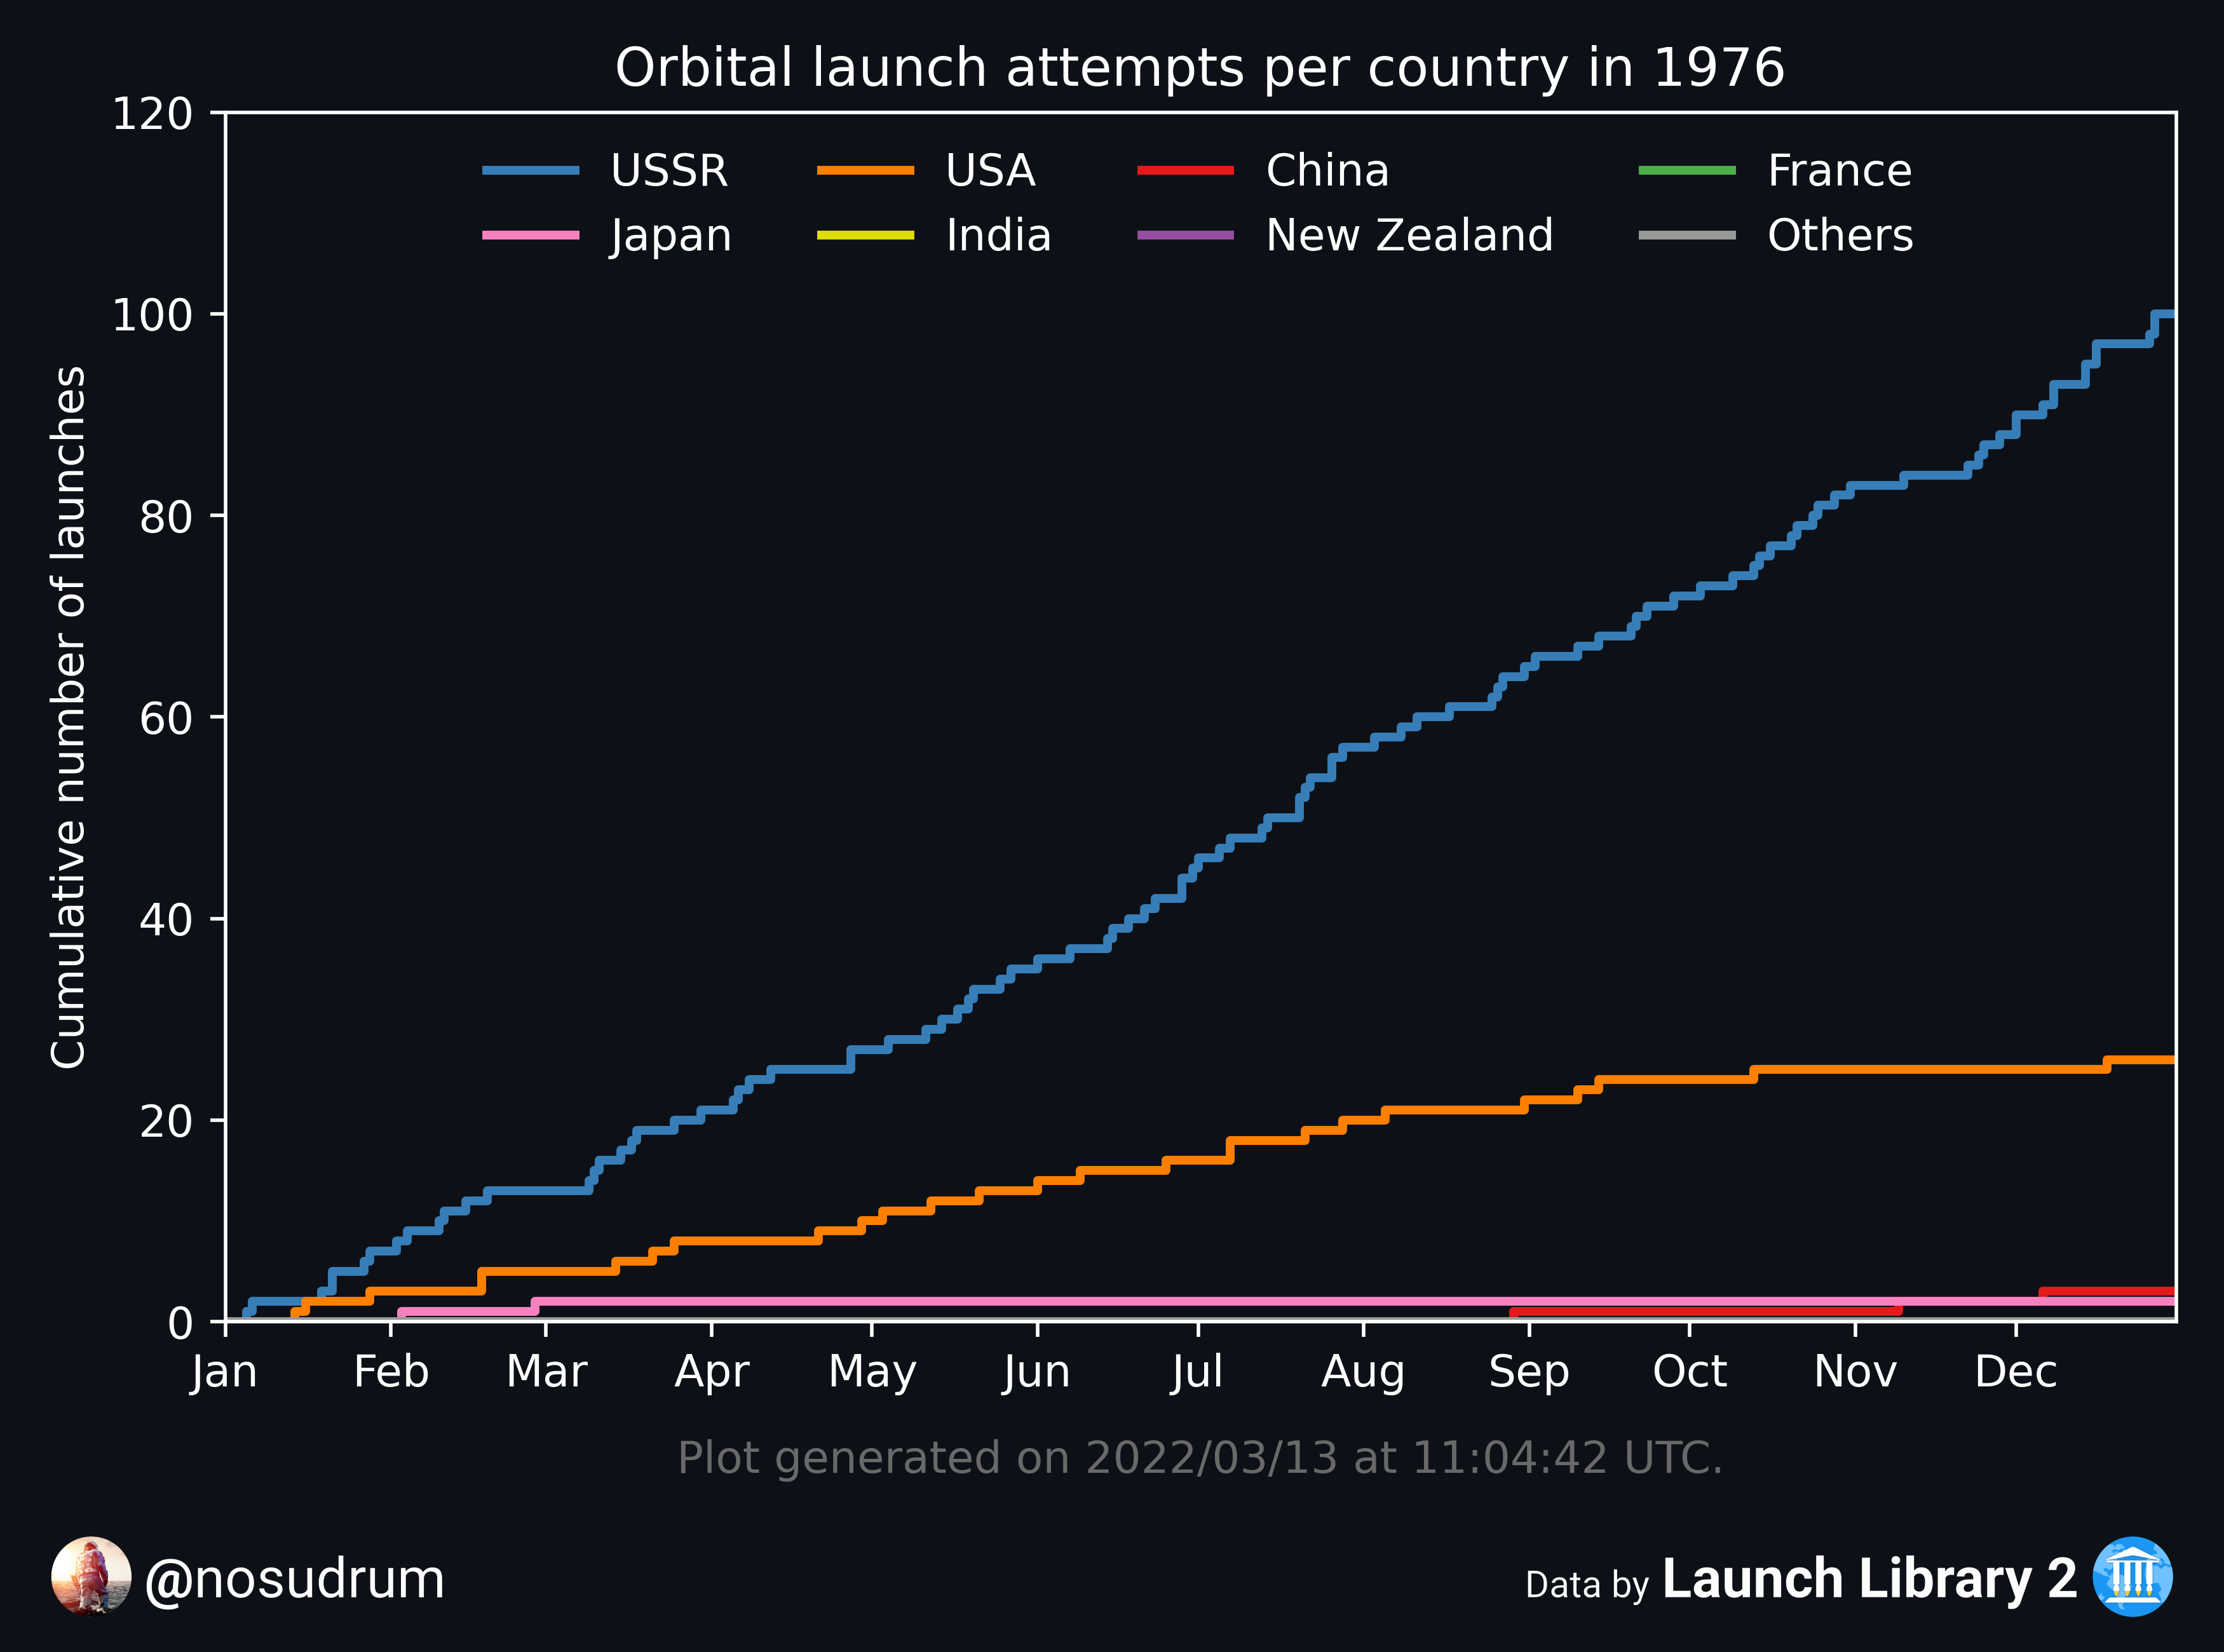 Orbital launch attempts per country in 1976
120
USSR USA China France
Japan India New Zealand Others
100
80
60
40
20
0
Cumulative number of launches
Jan Feb Mar Apr May Jun Jul Aug Sep Oct Nov Dec
Plot generated on 2022/03/13 at 11:04:42 UTC.
@nosudrum
Data by Launch Library 2